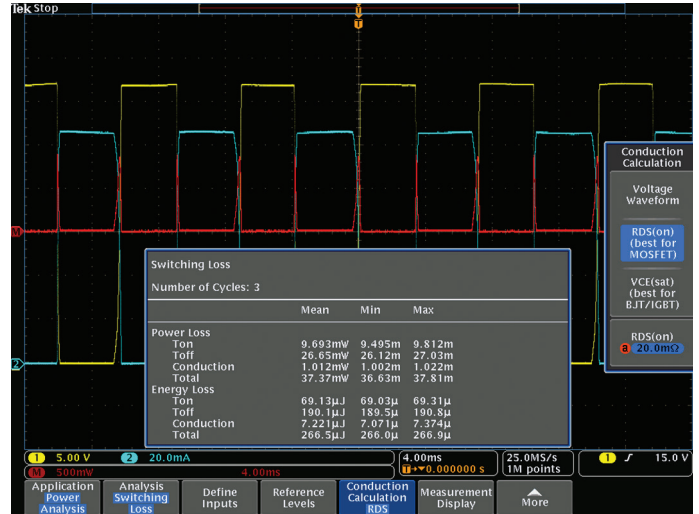 Tek Stop
T
T
Conduction
Calculation
Voltage
Waveform
M
RDS(on)
(best for
MOSFET)
Switching Loss
Number of Cycles: 3
VCE(sat)
(best for
BJT/IGBT)
Mean Min Max
Power Loss
Ton 9.693mW 9.495m 9.812m
Toff 26.65mW 26.12m 27.03m
Conduction 1.012mW 1.002m 1.022m
Total 37.37mW 36.63m 37.81m
RDS(on)
a 20.0mΩ
2
Energy Loss
Ton 69.13µJ 69.03µ 69.31µ
Toff 190.1µJ 189.5µ 190.8µ
Conduction 7.221µJ 7.071µ 7.374µ
Total 266.5µJ 266.0µ 266.9µ
1 5.00 V 2 20.0mA 4.00ms 25.0MS/s 1 15.0 V
M 500mW 4.00ms T→▼0.000000 s 1M points
Application
Power
Analysis
Analysis
Switching
Loss
Define
Inputs
Reference
Levels
Conduction
Calculation
RDS
Measurement
Display
More